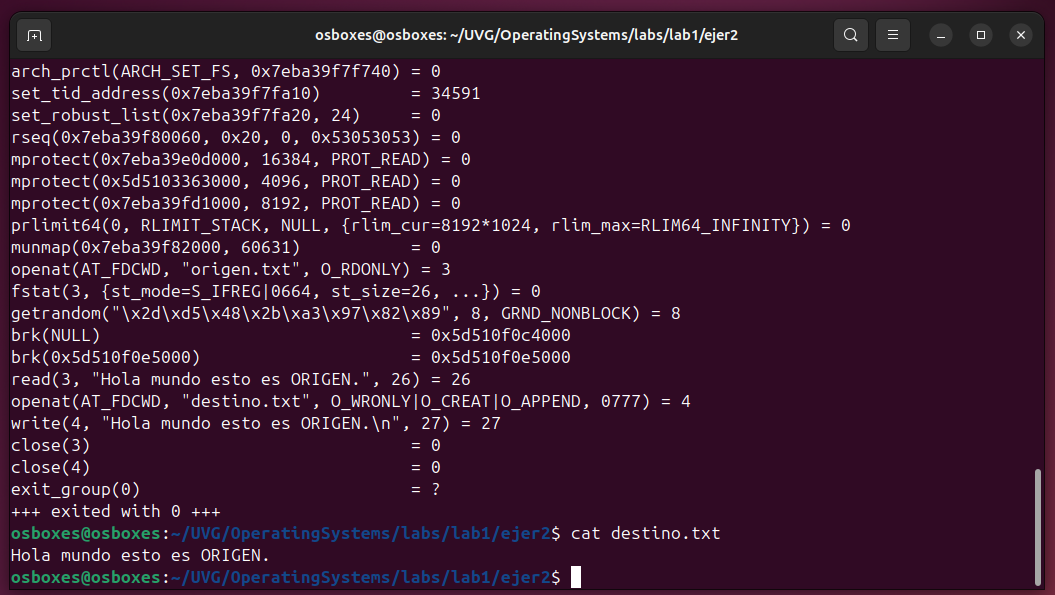 osboxes@osboxes: ~/UVG/OperatingSystems/labs/lab1/ejer2
arch_prctl(ARCH_SET_FS, 0x7eba39f7f740) = 0
set_tid_address(0x7eba39f7fa10)         = 34591
set_robust_list(0x7eba39f7fa20, 24)     = 0
rseq(0x7eba39f80060, 0x20, 0, 0x53053053) = 0
mprotect(0x7eba39e0d000, 16384, PROT_READ) = 0
mprotect(0x5d5103363000, 4096, PROT_READ) = 0
mprotect(0x7eba39fd1000, 8192, PROT_READ) = 0
prlimit64(0, RLIMIT_STACK, NULL, {rlim_cur=8192*1024, rlim_max=RLIM64_INFINITY}) = 0
munmap(0x7eba39f82000, 60631)           = 0
openat(AT_FDCWD, "origen.txt", O_RDONLY) = 3
fstat(3, {st_mode=S_IFREG|0664, st_size=26, ...}) = 0
getrandom("\x2d\xd5\x48\x2b\xa3\x97\x82\x89", 8, GRND_NONBLOCK) = 8
brk(NULL)                               = 0x5d510f0c4000
brk(0x5d510f0e5000)                     = 0x5d510f0e5000
read(3, "Hola mundo esto es ORIGEN.", 26) = 26
openat(AT_FDCWD, "destino.txt", O_WRONLY|O_CREAT|O_APPEND, 0777) = 4
write(4, "Hola mundo esto es ORIGEN.\n", 27) = 27
close(3)                                = 0
close(4)                                = 0
exit_group(0)                           = ?
+++ exited with 0 +++
osboxes@osboxes:~/UVG/OperatingSystems/labs/lab1/ejer2$ cat destino.txt
Hola mundo esto es ORIGEN.
osboxes@osboxes:~/UVG/OperatingSystems/labs/lab1/ejer2$